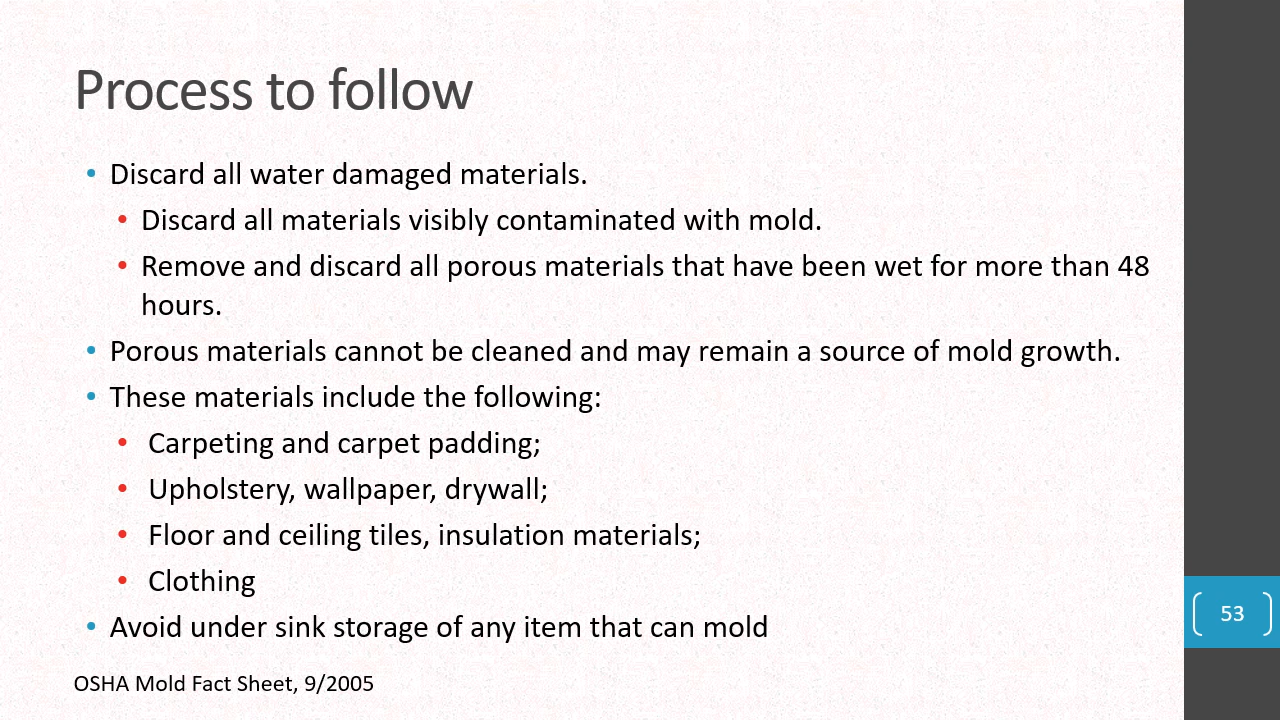 Process to follow
• Discard all water damaged materials.
• Discard all materials visibly contaminated with mold.
• Remove and discard all porous materials that have been wet for more than 48
hours.
• Porous materials cannot be cleaned and may remain a source of mold growth.
• These materials include the following:
• Carpeting and carpet padding;
• Upholstery, wallpaper, drywall;
• Floor and ceiling tiles, insulation materials;
• Clothing
• Avoid under sink storage of any item that can mold
OSHA Mold Fact Sheet, 9/2005
53